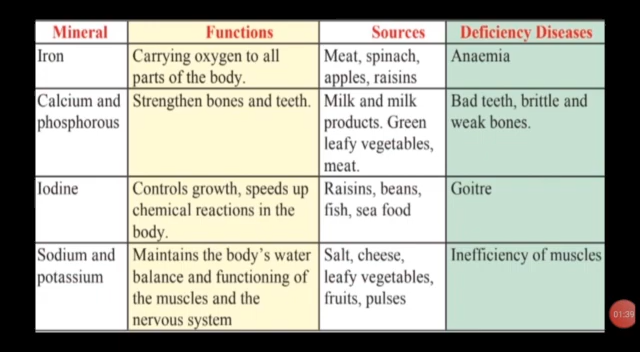 Mineral Functions Sources Deficiency Diseases
Iron Carrying oxygen to all Meat, spinach, Anaemia
parts of the body. apples, raisins
Calcium and Strengthen bones and teeth. Milk and milk Bad teeth, brittle and
phosphorous products. Green weak bones.
leafy vegetables,
meat.
Iodine Controls growth, speeds up Raisins, beans, Goitre
chemical reactions in the fish, sea food
body.
Sodium and Maintains the body's water Salt, cheese, Inefficiency of muscles
potassium balance and functioning of leafy vegetables,
the muscles and the fruits, pulses
nervous system
01:39